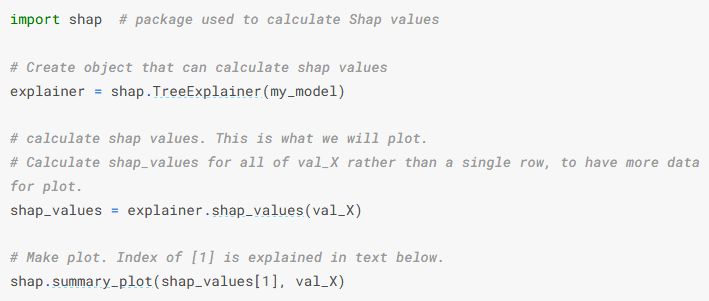 import shap  # package used to calculate Shap values
# Create object that can calculate shap values
explainer = shap.TreeExplainer(my_model)
# calculate shap values. This is what we will plot.
# Calculate shap_values for all of val_X rather than a single row, to have more data
for plot.
shap_values = explainer.shap_values(val_X)
# Make plot. Index of [1] is explained in text below.
shap.summary_plot(shap_values[1], val_X)